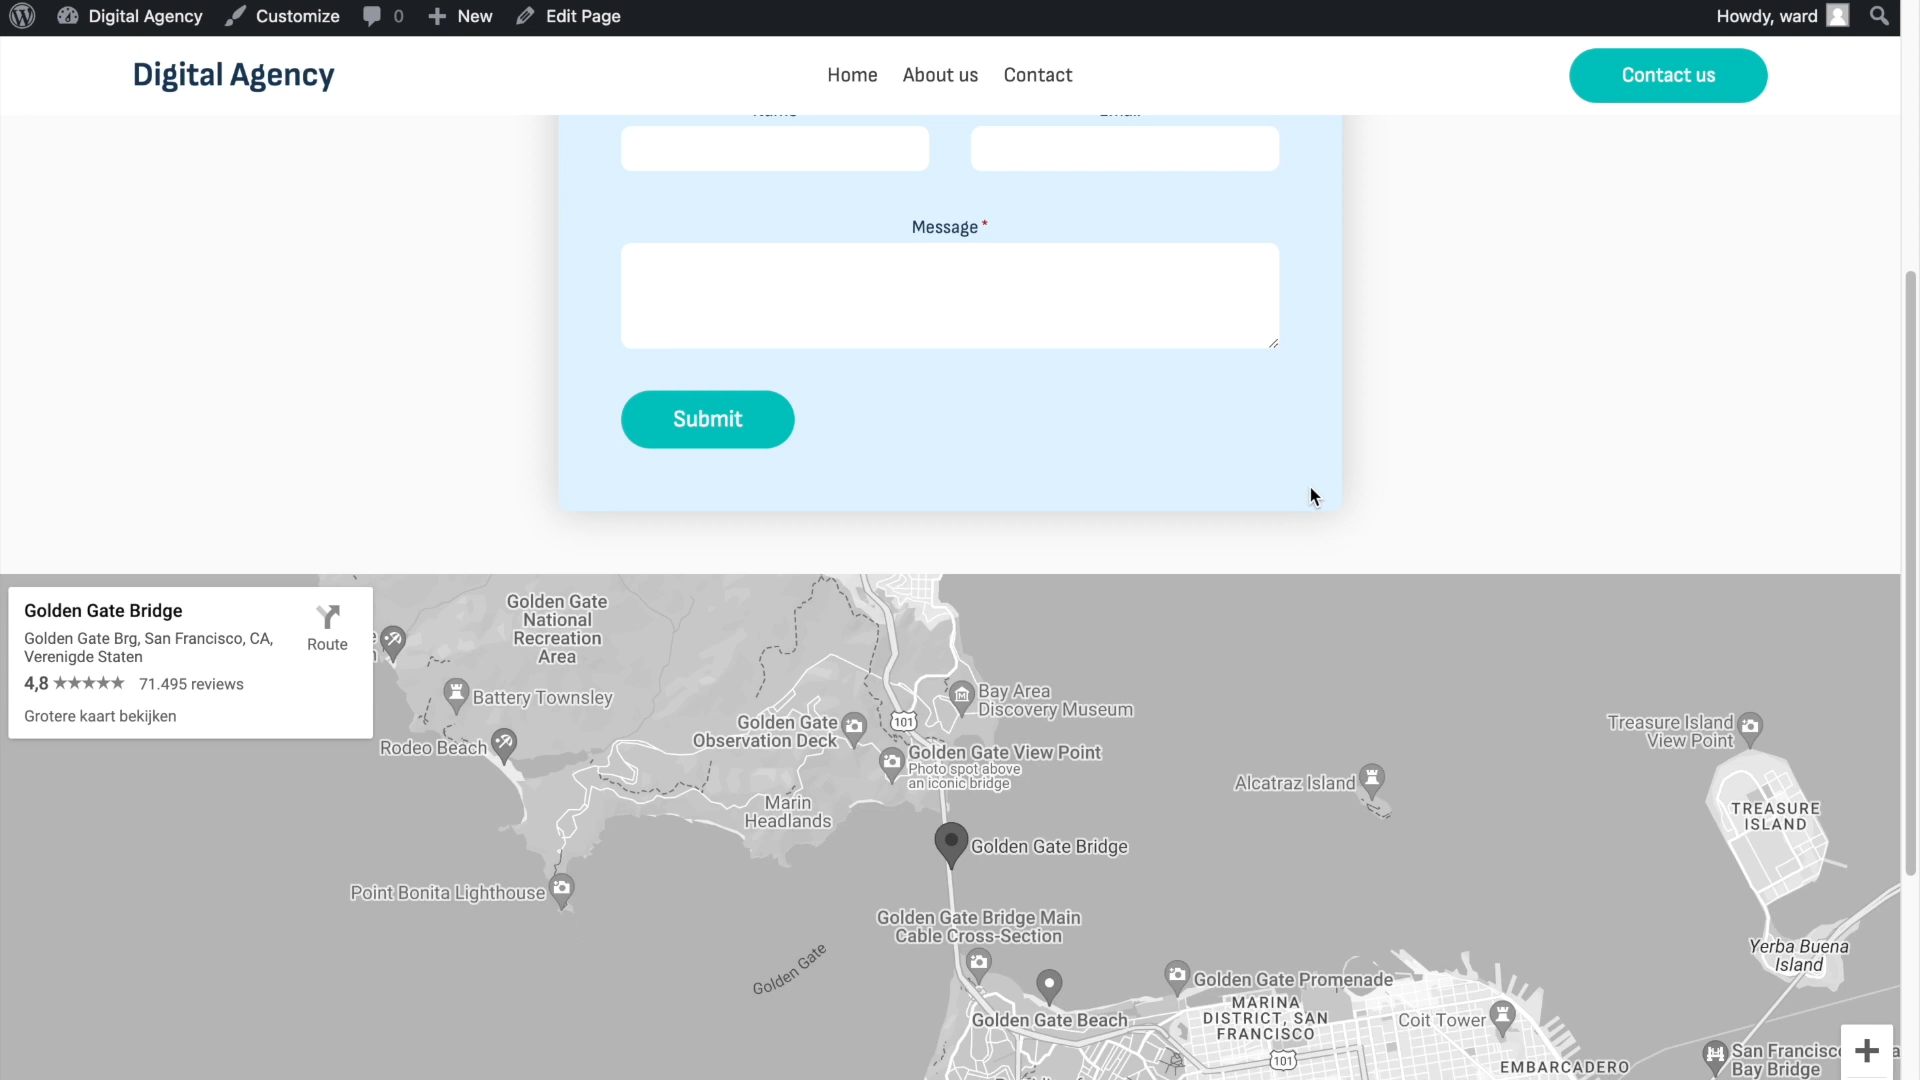 Digital Agency Customize 0 New Edit Page Howdy, ward
Digital Agency
Home About us Contact
Contact us
Name Email
Message *
Submit
Golden Gate Bridge
Golden Gate Brg, San Francisco, CA,
Verenigde Staten
Route
4,8 71.495 reviews
Grotere kaart bekijken
Golden Gate
National
Recreation
Area
Battery Townsley
Rodeo Beach
Golden Gate
Observation Deck
101
Bay Area
Discovery Museum
Golden Gate View Point
Photo spot above
an iconic bridge
Marin
Headlands
Alcatraz Island
Treasure Island
View Point
TREASURE
ISLAND
Golden Gate Bridge
Point Bonita Lighthouse
Golden Gate Bridge Main
Cable Cross-Section
Golden Gate
Yerba Buena
Island
Golden Gate Promenade
Golden Gate Beach
MARINA
DISTRICT, SAN
FRANCISCO
101
Coit Tower
EMBARCADERO
San Francisco
Bay Bridge